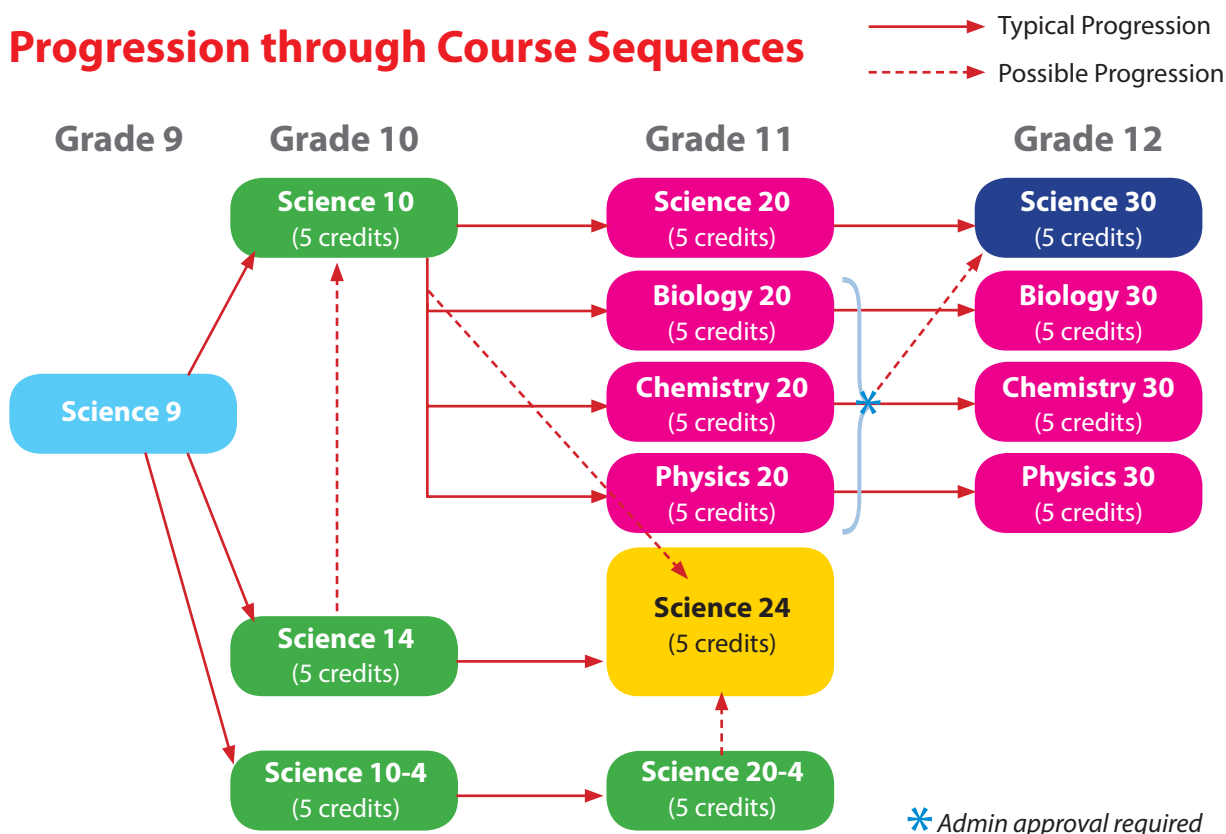 Progression through Course Sequences
Typical Progression
Possible Progression
Grade 9
Grade 10
Grade 11
Grade 12
Science 10
(5 credits)
Science 20
(5 credits)
Science 30
(5 credits)
Biology 20
(5 credits)
Biology 30
(5 credits)
Science 9
Chemistry 20
(5 credits)
*
Chemistry 30
(5 credits)
Physics 20
(5 credits)
Physics 30
(5 credits)
Science 14
(5 credits)
Science 24
(5 credits)
Science 10-4
(5 credits)
Science 20-4
(5 credits)
* Admin approval required